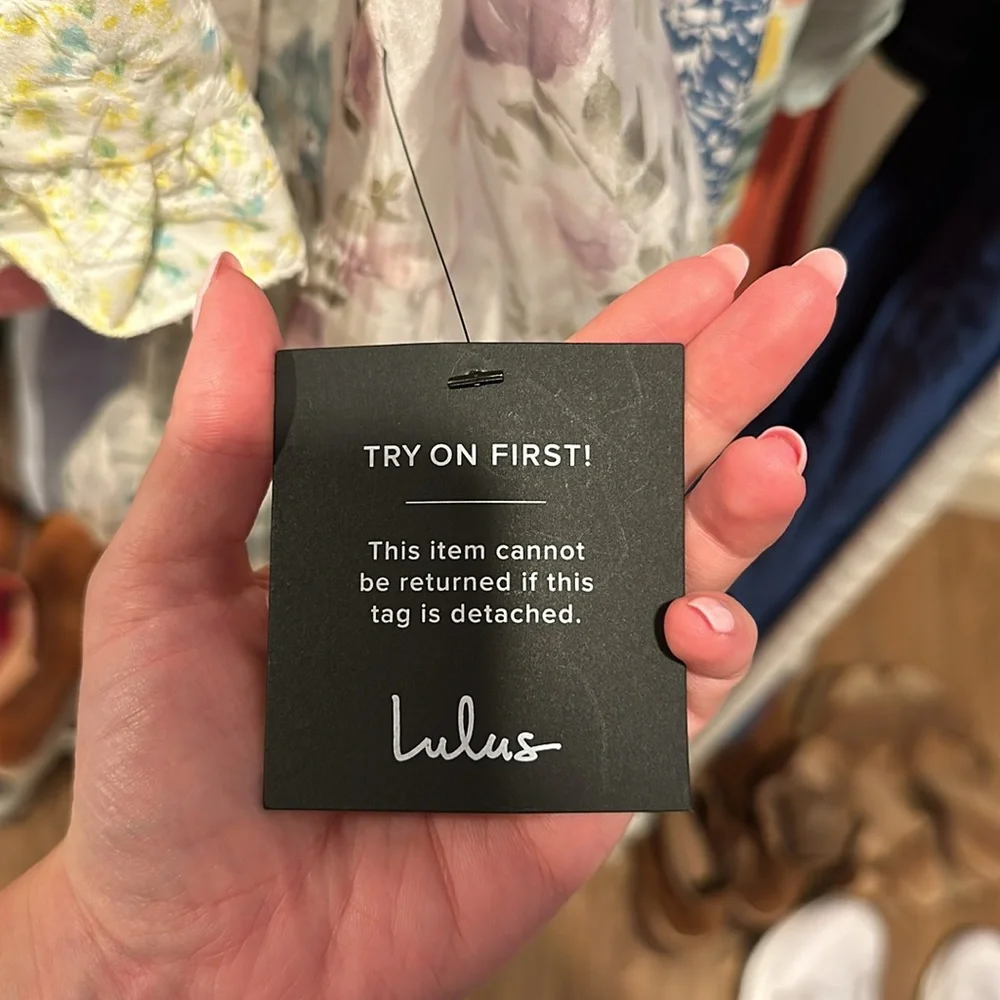 TRY ON FIRST!
This item cannot
be returned if this
tag is detached.
Lulus